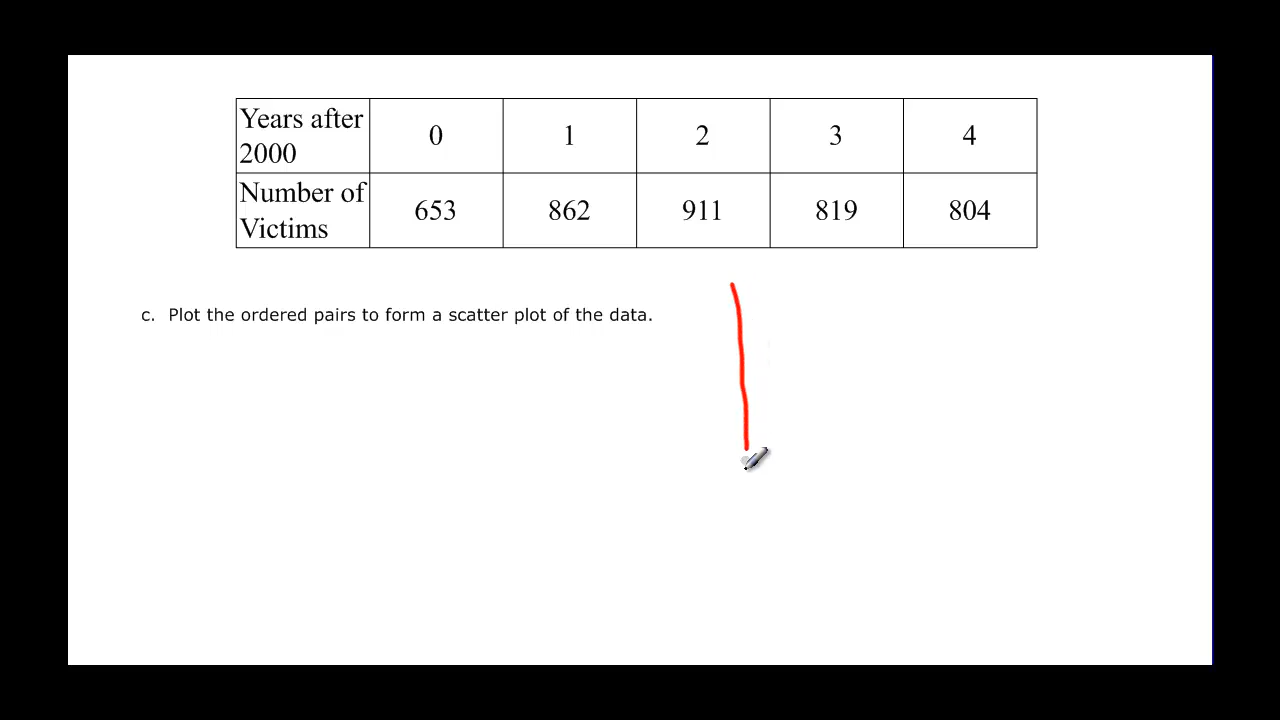 Years after 2000 0 1 2 3 4
Number of Victims 653 862 911 819 804
c. Plot the ordered pairs to form a scatter plot of the data.